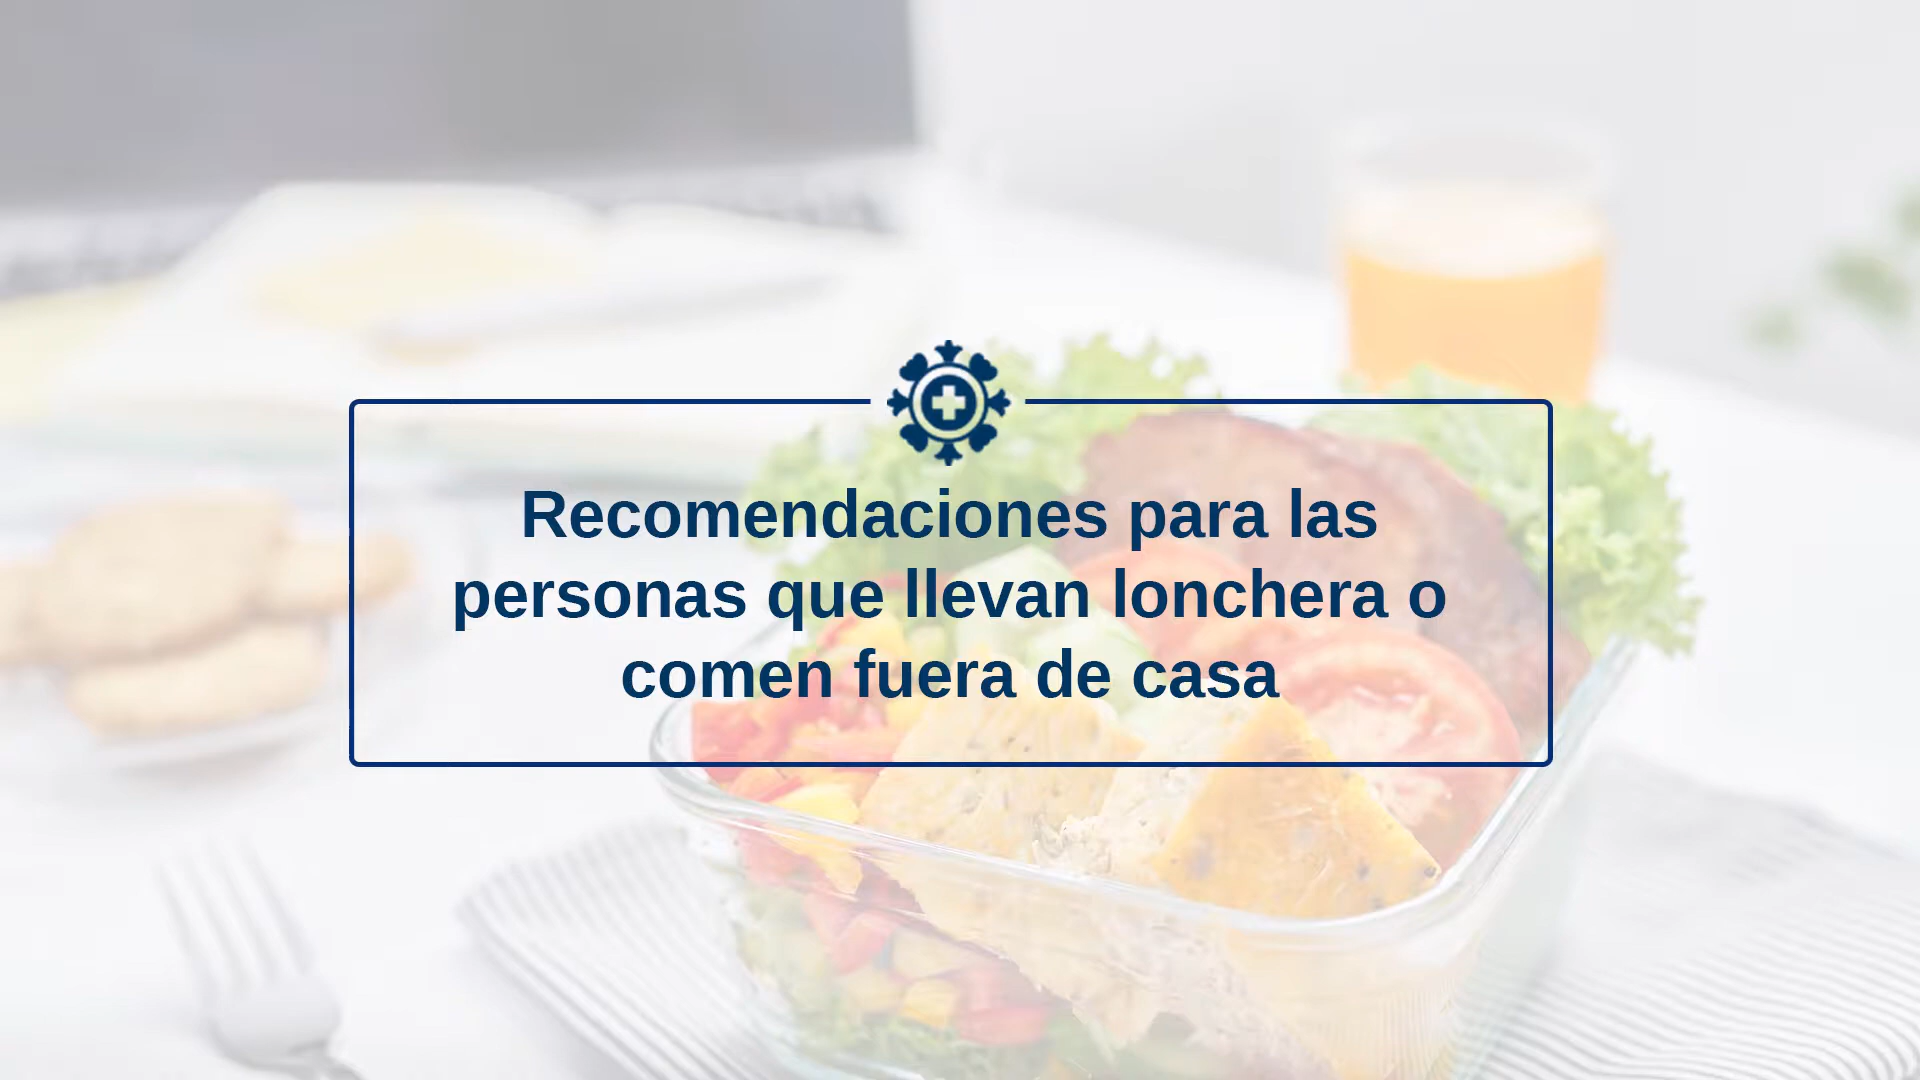 Recomendaciones para las
personas que llevan lonchera o
comen fuera de casa